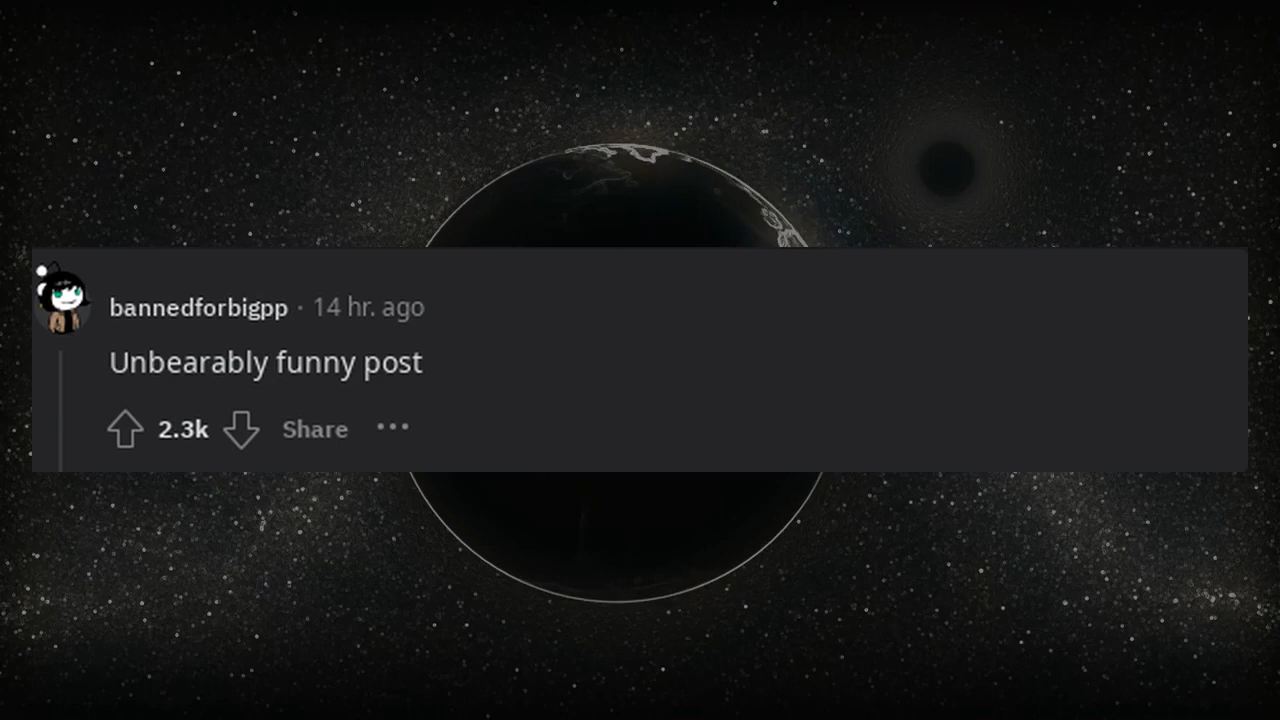 bannedforbigpp · 14 hr. ago
Unbearably funny post
2.3k Share •••